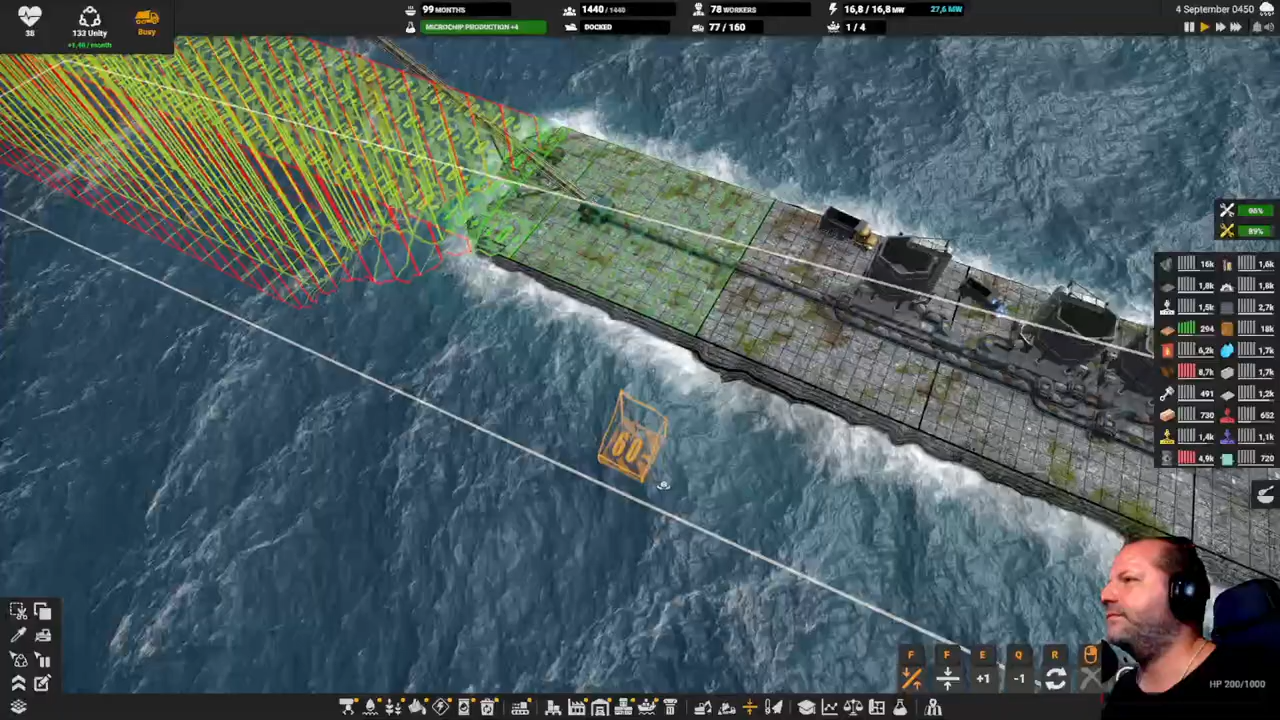 38
133 Unity
+1,46 / month
Busy
99 MONTHS
MICROCHIP PRODUCTION +4
1440 / 1440
DOCKED
78 WORKERS
77 / 160
16,8 / 16,8 MW
27,6 MW
1 / 4
4 September 0450
89%
16k
1,6k
1,8k
1,8k
1,5k
2,7k
294
18k
6,2k
1,7k
8,7k
1,7k
491
1,2k
730
652
1,4k
1,1k
4,9k
720
60
F
F
E
Q
R
+1
-1
HP 200/1000